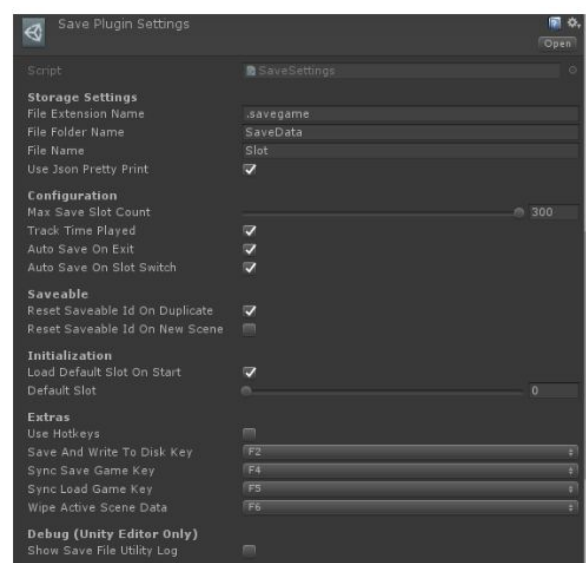 Save Plugin Settings
Open
Script SaveSettings
Storage Settings
File Extension Name .savegame
File Folder Name SaveData
File Name Slot
Use Json Pretty Print
Configuration
Max Save Slot Count 300
Track Time Played
Auto Save On Exit
Auto Save On Slot Switch
Saveable
Reset Saveable Id On Duplicate
Reset Saveable Id On New Scene
Initialization
Load Default Slot On Start
Default Slot 0
Extras
Use Hotkeys
Save And Write To Disk Key F2
Sync Save Game Key F4
Sync Load Game Key F5
Wipe Active Scene Data F6
Debug (Unity Editor Only)
Show Save File Utility Log